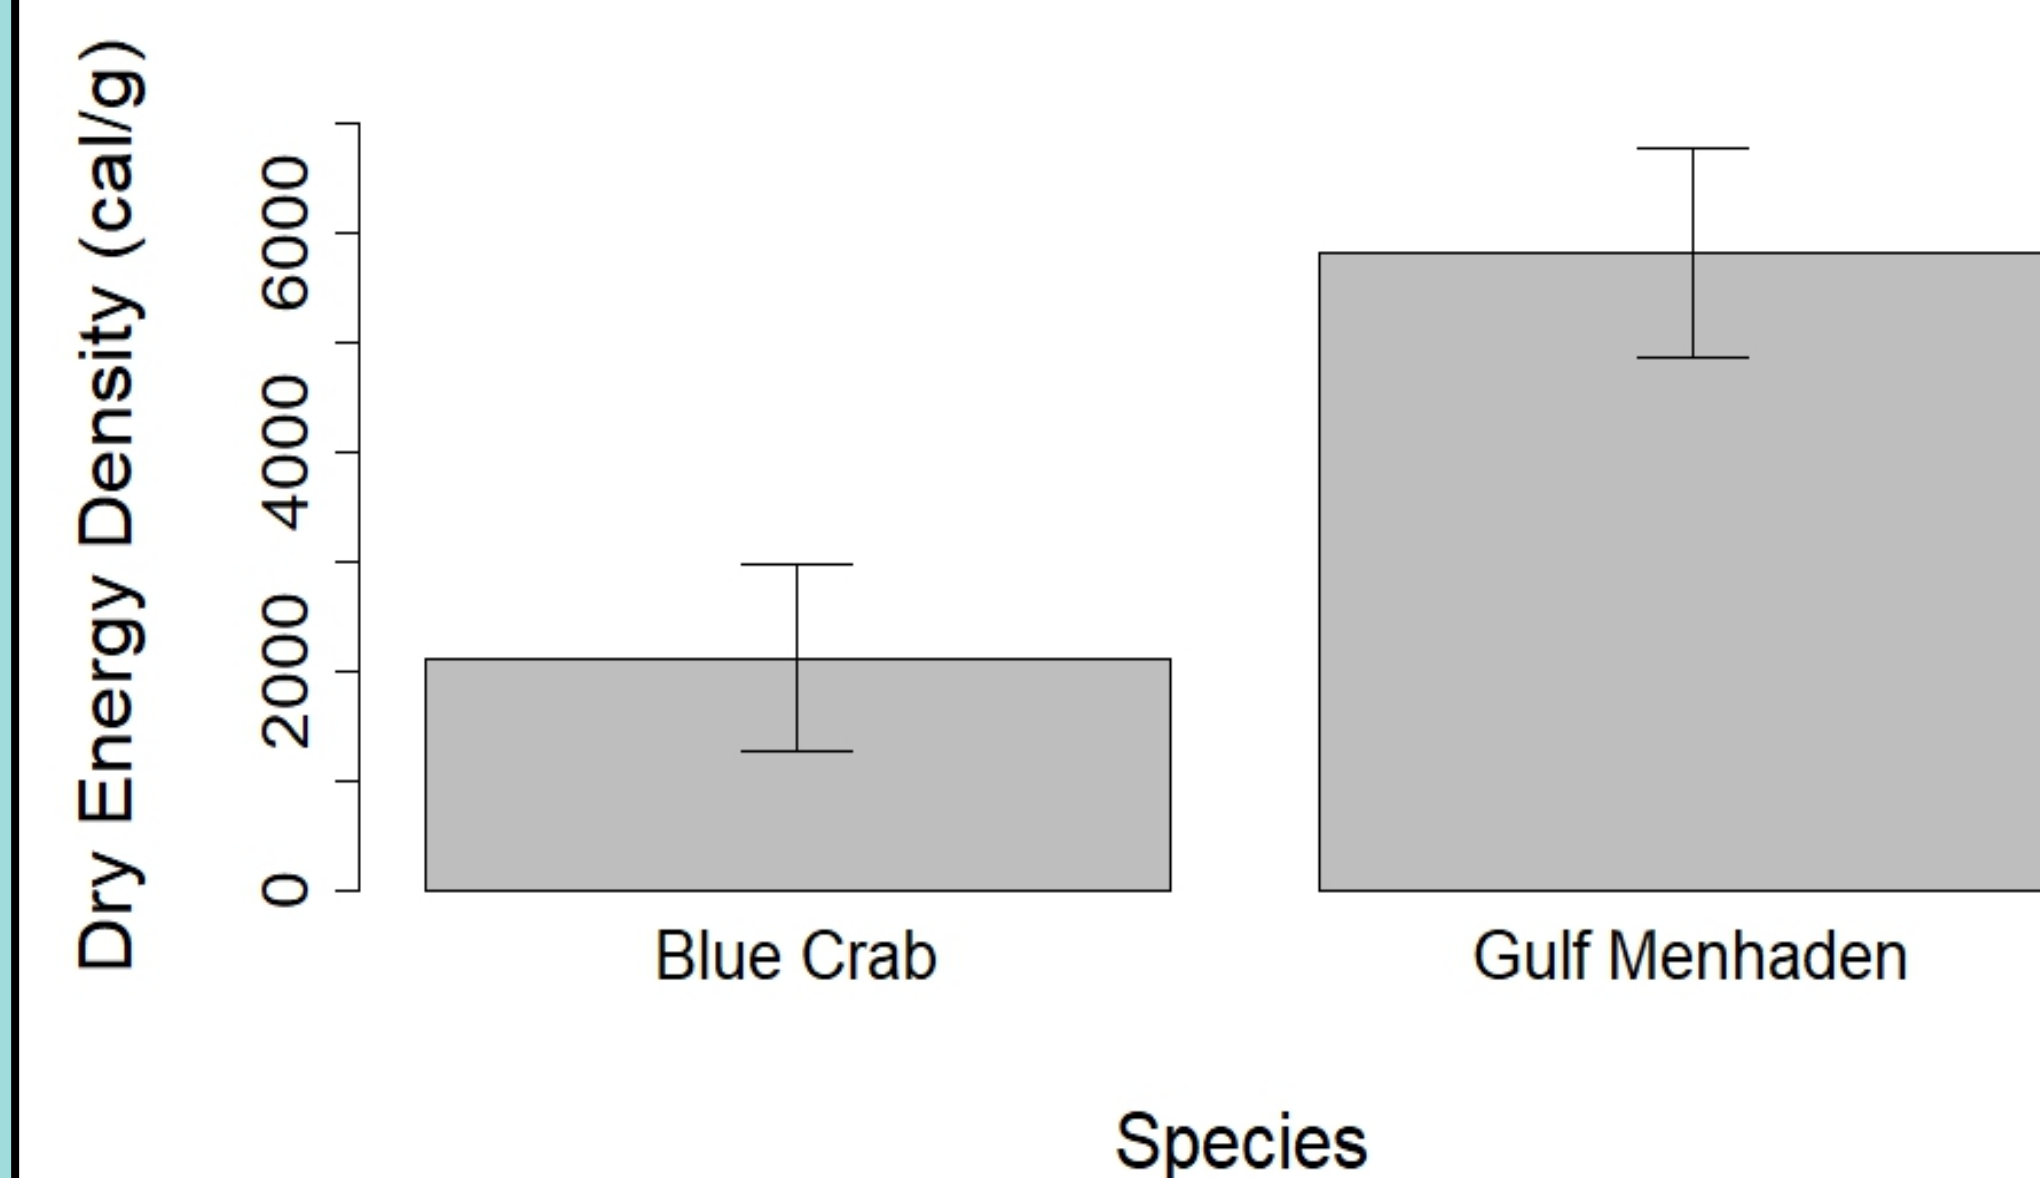 Dry Energy Density (cal/g)
6000
4000
2000
0
Blue Crab
Gulf Menhaden
Species